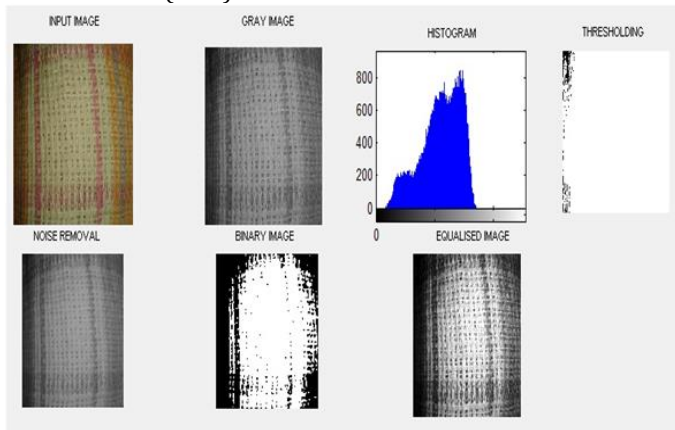 INPUT IMAGE
GRAY IMAGE
HISTOGRAM
THRESHOLDING
800
600
400
200
0
0
NOISE REMOVAL
BINARY IMAGE
EQUALISED IMAGE